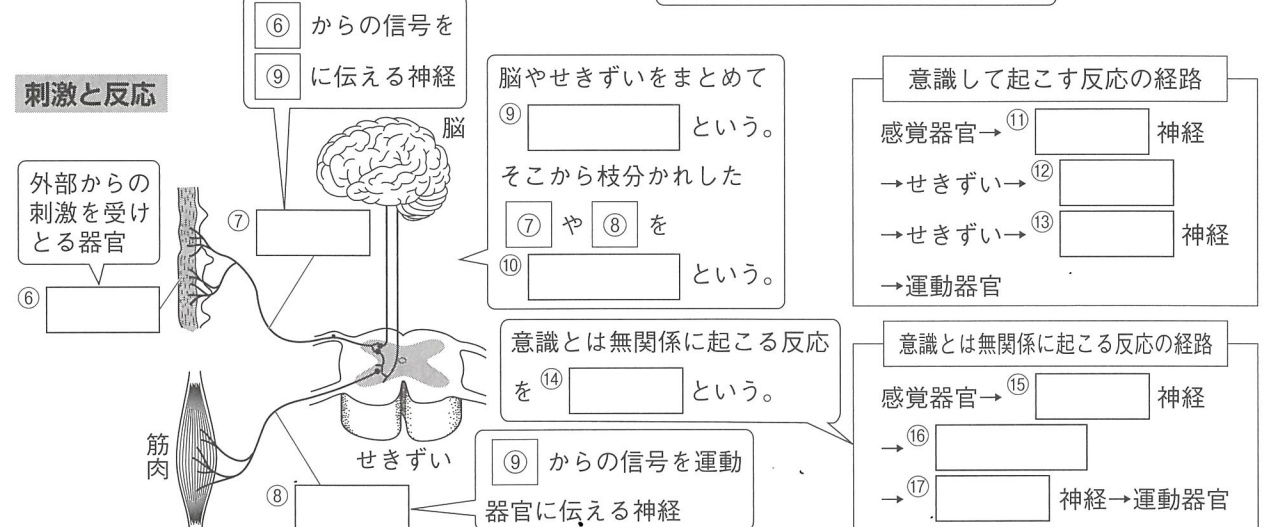 ⑥ からの信号を
⑨ に伝える神経
刺激と反応
脳
外部からの
刺激を受け
とる器官
⑥
⑦
筋肉
せきずい
⑧
脳やせきずいをまとめて
⑨ という。
そこから枝分かれした
⑦ や ⑧ を
⑩ という。
意識とは無関係に起こる反応
を ⑭ という。
⑨ からの信号を運動
器官に伝える神経
意識して起こす反応の経路
感覚器官→ ⑪ 神経
→せきずい→ ⑫
→せきずい→ ⑬ 神経
→運動器官
意識とは無関係に起こる反応の経路
感覚器官→ ⑮ 神経
→ ⑯
→ ⑰ 神経→運動器官